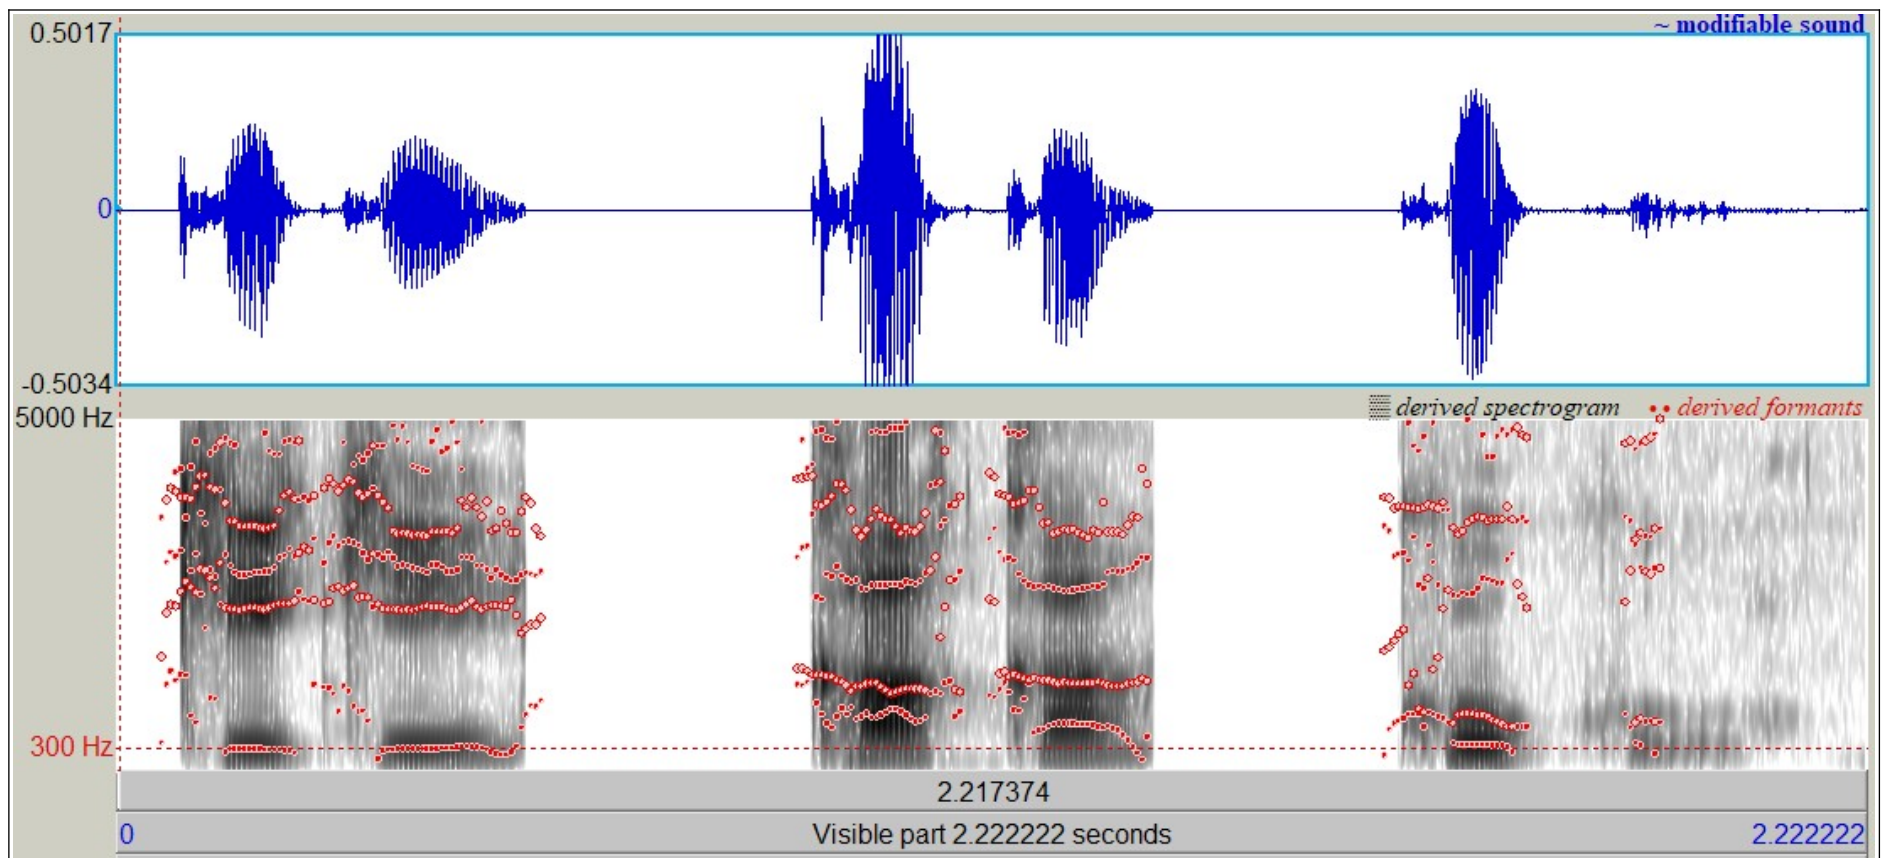 0.5017
~ modifiable sound
0
-0.5034
5000 Hz
derived spectrogram
derived formants
300 Hz
2.217374
0
Visible part 2.222222 seconds
2.222222